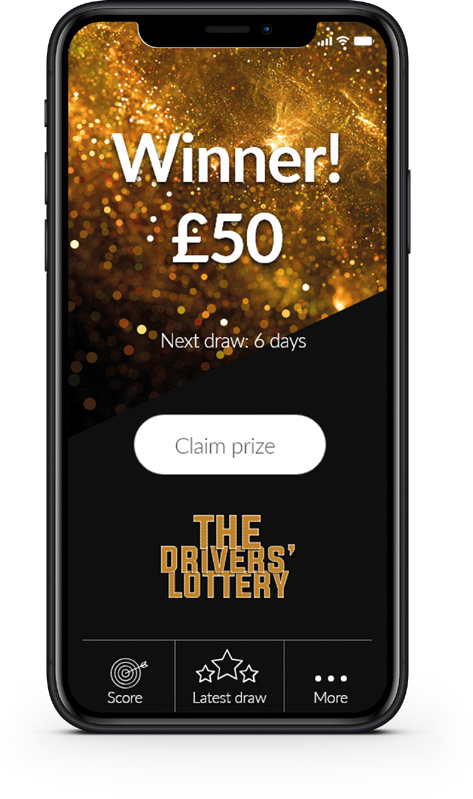 Winner!
£50
Next draw: 6 days
Claim prize
THE
DRIVERS'
LOTTERY
Score
Latest draw
More